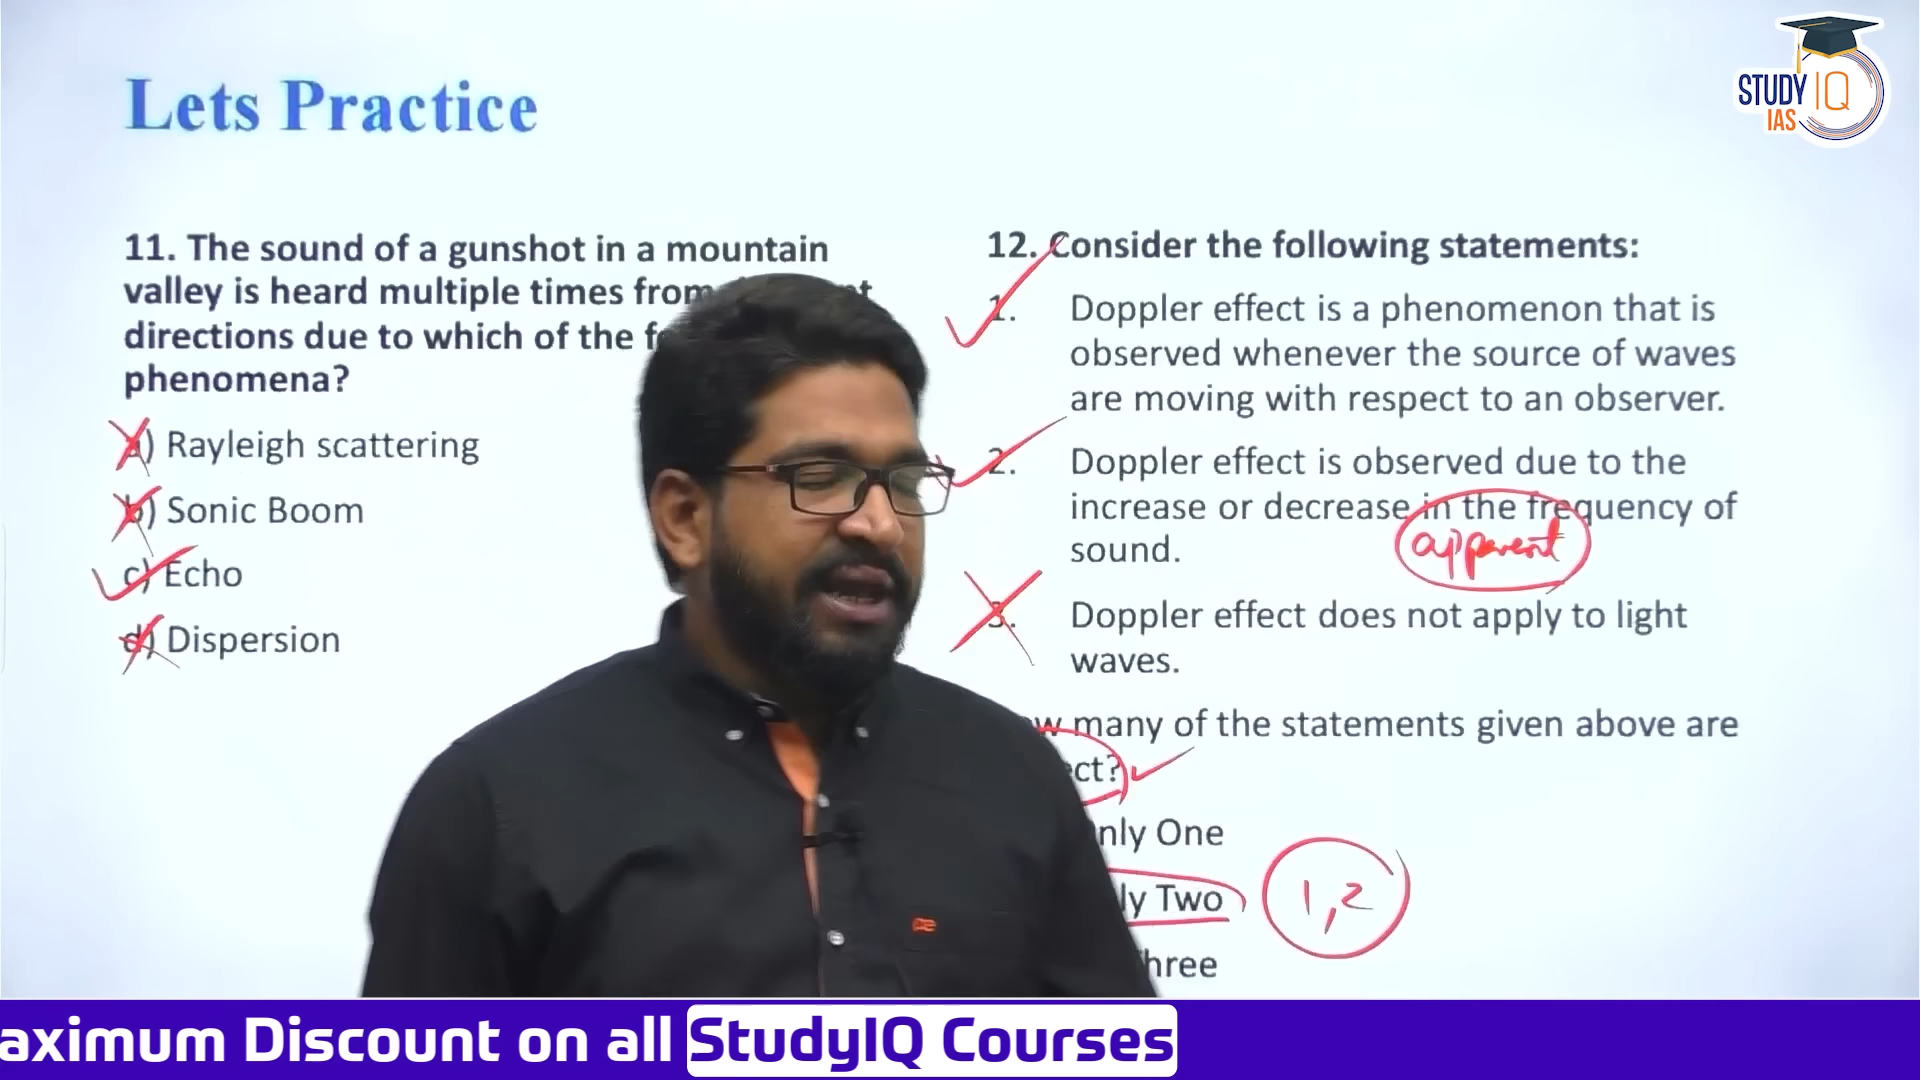 Lets Practice
STUDY IQ
IAS
11. The sound of a gunshot in a mountain
valley is heard multiple times from
directions due to which of the
phenomena?
a) Rayleigh scattering
b) Sonic Boom
c) Echo
d) Dispersion
12. Consider the following statements:
1. Doppler effect is a phenomenon that is
observed whenever the source of waves
are moving with respect to an observer.
2. Doppler effect is observed due to the
increase or decrease in the frequency of
apparent
sound.
3. Doppler effect does not apply to light
waves.
many of the statements given above are
ct?
nly One
ly Two
1,2
hree
aximum Discount on all StudyIQ Courses